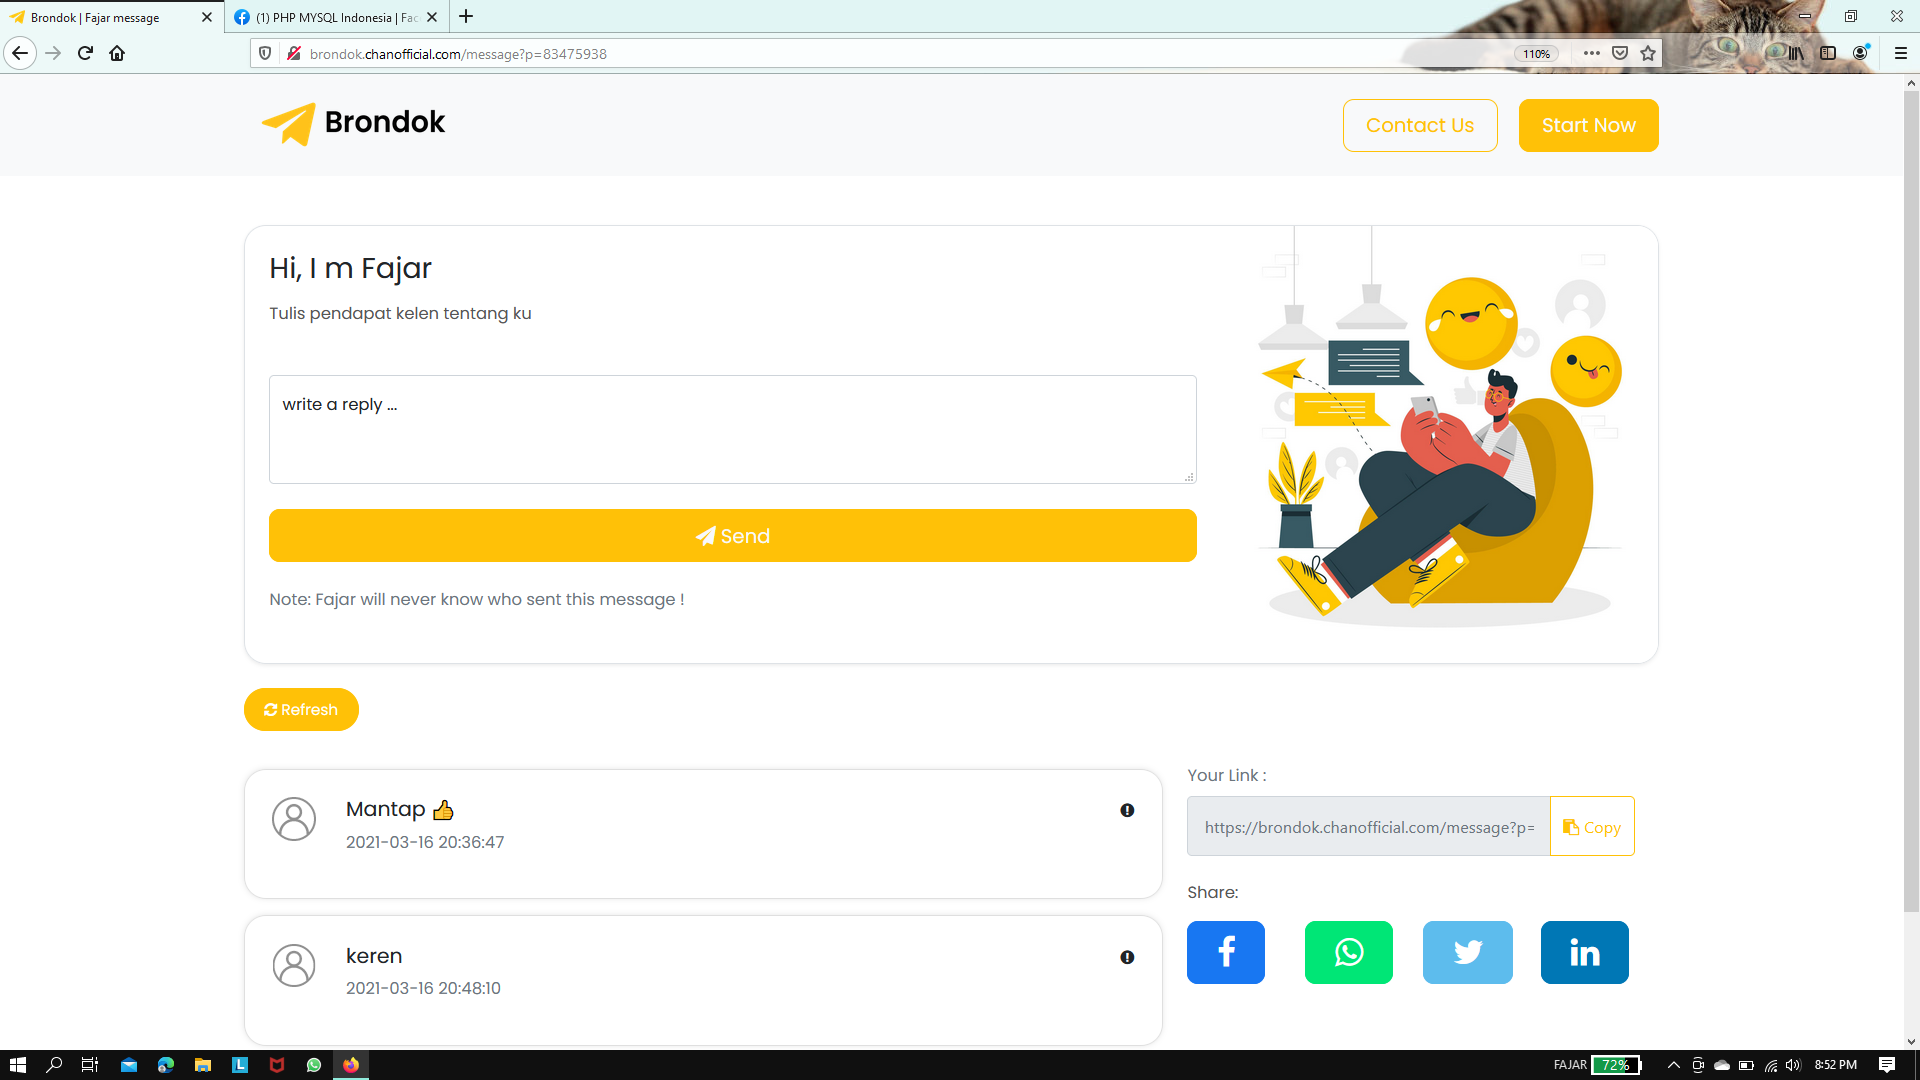 Brondok | Fajar message
(1) PHP MYSQL Indonesia | Fac
brondok.chanofficial.com/message?p=83475938
110%
Brondok
Contact Us
Start Now
Hi, I m Fajar
Tulis pendapat kelen tentang ku
write a reply ...
Send
Note: Fajar will never know who sent this message !
Refresh
Mantap 👍
2021-03-16 20:36:47
keren
2021-03-16 20:48:10
Your Link :
https://brondok.chanofficial.com/message?p=
Copy
Share:
FAJAR
72%
8:52 PM